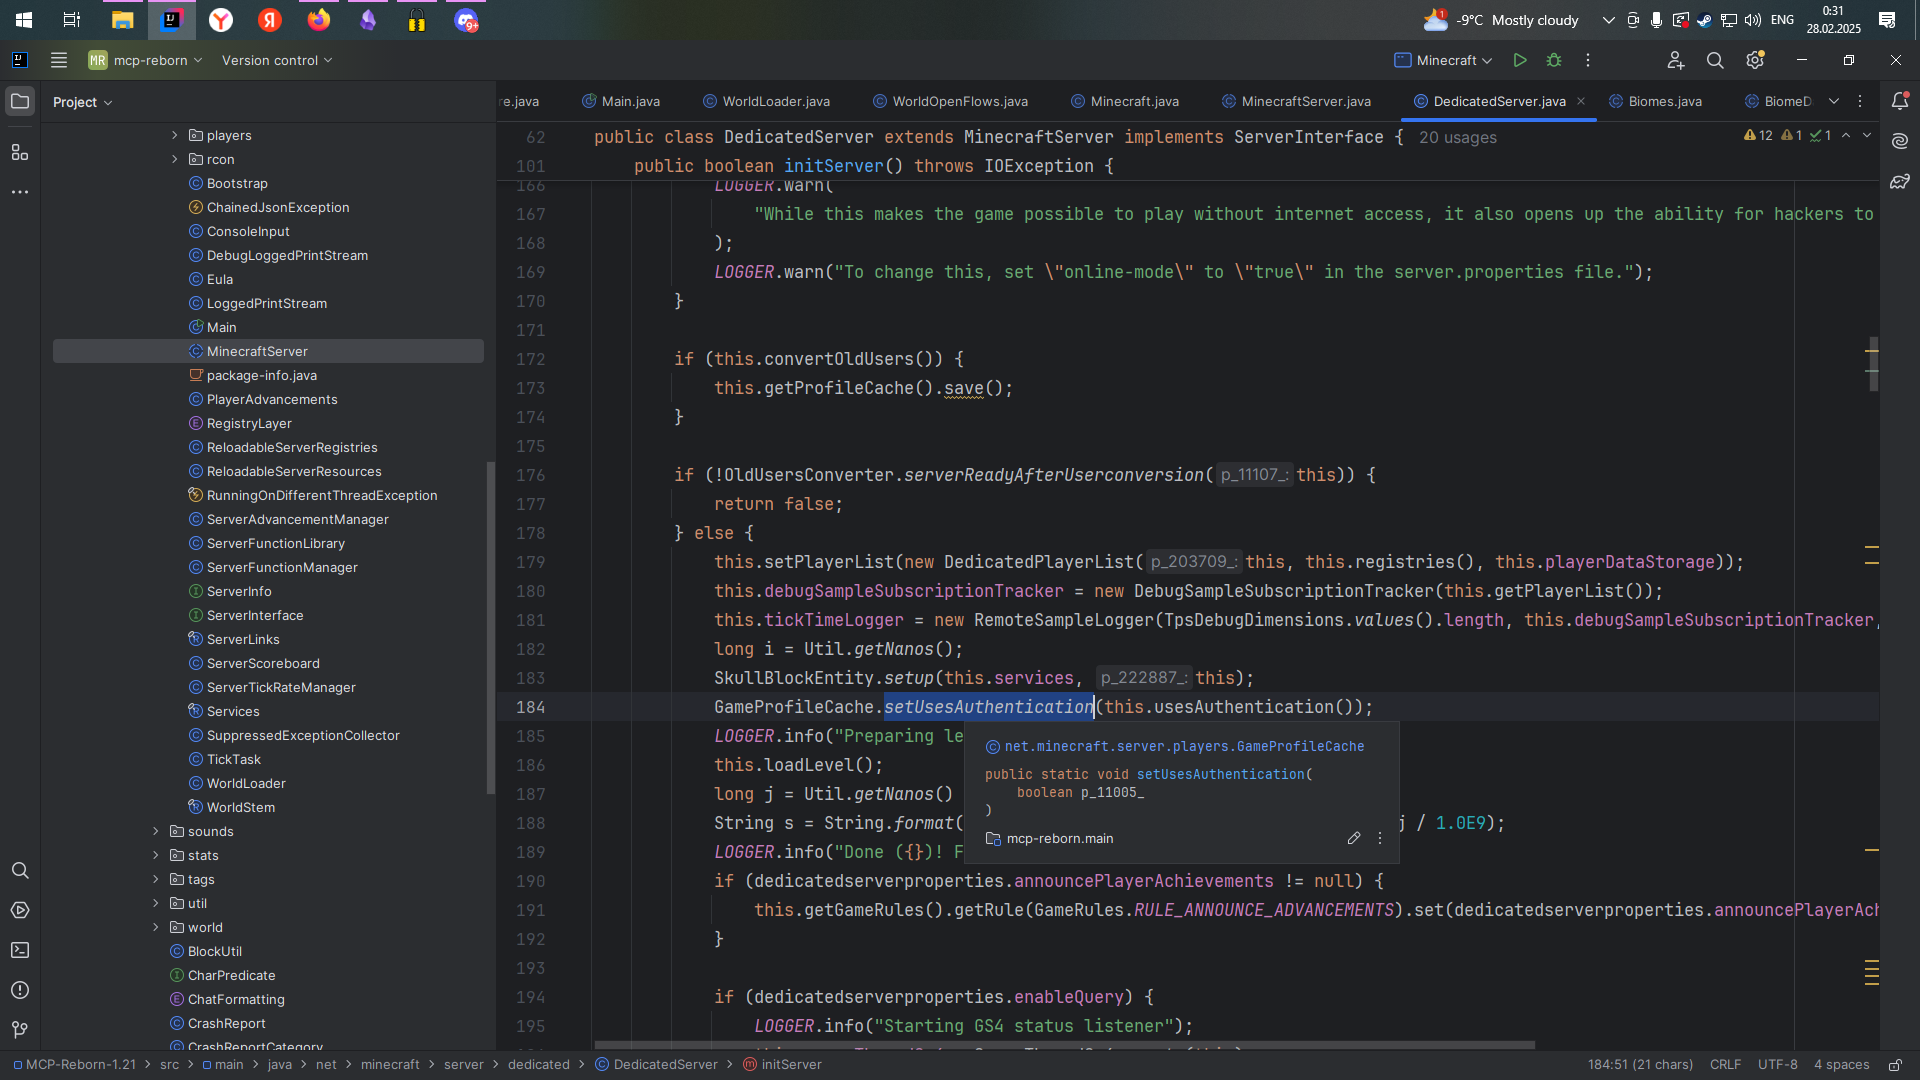 -9°C Mostly cloudy
ENG
0:31
28.02.2025
MR mcp-reborn
Version control
Minecraft
Project
re.java
Main.java
WorldLoader.java
WorldOpenFlows.java
Minecraft.java
MinecraftServer.java
DedicatedServer.java
Biomes.java
BiomeD
players
rcon
Bootstrap
ChainedJsonException
ConsoleInput
DebugLoggedPrintStream
Eula
LoggedPrintStream
Main
MinecraftServer
package-info.java
PlayerAdvancements
RegistryLayer
ReloadableServerRegistries
ReloadableServerResources
RunningOnDifferentThreadException
ServerAdvancementManager
ServerFunctionLibrary
ServerFunctionManager
ServerInfo
ServerInterface
ServerLinks
ServerScoreboard
ServerTickRateManager
Services
SuppressedExceptionCollector
TickTask
WorldLoader
WorldStem
sounds
stats
tags
util
world
BlockUtil
CharPredicate
ChatFormatting
CrashReport
CrashReportCategory
62 public class DedicatedServer extends MinecraftServer implements ServerInterface { 20 usages
12 1 1
101 public boolean initServer() throws IOException {
166 LOGGER.warn(
167 "While this makes the game possible to play without internet access, it also opens up the ability for hackers to
168 );
169 LOGGER.warn("To change this, set \"online-mode\" to \"true\" in the server.properties file.");
170 }
171
172 if (this.convertOldUsers()) {
173 this.getProfileCache().save();
174 }
175
176 if (!OldUsersConverter.serverReadyAfterUserconversion( p_11107_: this)) {
177 return false;
178 } else {
179 this.setPlayerList(new DedicatedPlayerList( p_203709_: this, this.registries(), this.playerDataStorage));
180 this.debugSampleSubscriptionTracker = new DebugSampleSubscriptionTracker(this.getPlayerList());
181 this.tickTimeLogger = new RemoteSampleLogger(TpsDebugDimensions.values().length, this.debugSampleSubscriptionTracker,
182 long i = Util.getNanos();
183 SkullBlockEntity.setup(this.services, p_222887_: this);
184 GameProfileCache.setUsesAuthentication(this.usesAuthentication());
185 LOGGER.info("Preparing le
186 this.loadLevel();
187 long j = Util.getNanos()
188 String s = String.format( j / 1.0E9);
189 LOGGER.info("Done ({})! F
190 if (dedicatedserverproperties.announcePlayerAchievements != null) {
191 this.getGameRules().getRule(GameRules.RULE_ANNOUNCE_ADVANCEMENTS).set(dedicatedserverproperties.announcePlayerAch
192 }
193
194 if (dedicatedserverproperties.enableQuery) {
195 LOGGER.info("Starting GS4 status listener");
net.minecraft.server.players.GameProfileCache
public static void setUsesAuthentication(
boolean p_11005_
)
mcp-reborn.main
MCP-Reborn-1.21 > src > main > java > net > minecraft > server > dedicated > DedicatedServer > initServer
184:51 (21 chars) CRLF UTF-8 4 spaces